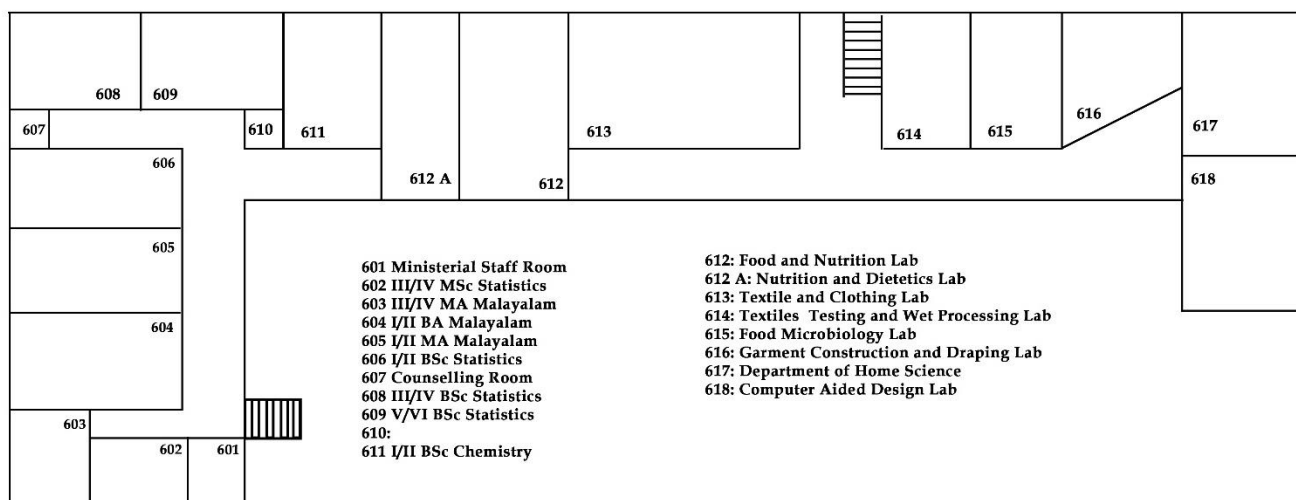 608
609
607
610
611
613
614
615
616
617
606
612 A
612
618
605
604
603
602
601
601 Ministerial Staff Room
602 III/IV MSc Statistics
603 III/IV MA Malayalam
604 I/II BA Malayalam
605 I/II MA Malayalam
606 I/II BSc Statistics
607 Counselling Room
608 III/IV BSc Statistics
609 V/VI BSc Statistics
610:
611 I/II BSc Chemistry
612: Food and Nutrition Lab
612 A: Nutrition and Dietetics Lab
613: Textile and Clothing Lab
614: Textiles  Testing and Wet Processing Lab
615: Food Microbiology Lab
616: Garment Construction and Draping Lab
617: Department of Home Science
618: Computer Aided Design Lab